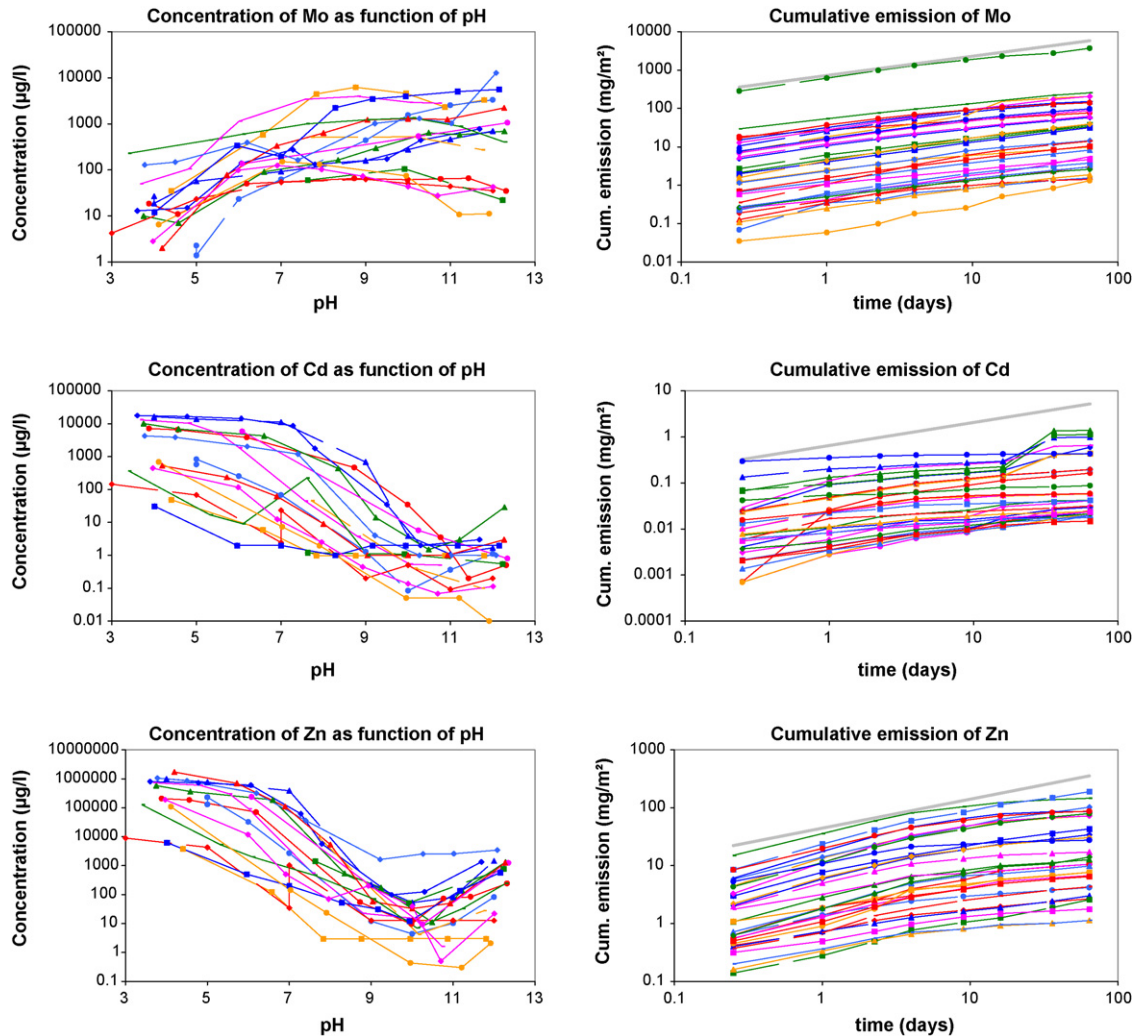 Concentration of Mo as function of pH
100000
10000
1000
100
10
1
Concentration (µg/l)
3 5 7 9 11 13
pH
Cumulative emission of Mo
10000
1000
100
10
1
0.1
0.01
Cum. emission (mg/m²)
0.1 1 10 100
time (days)
Concentration of Cd as function of pH
100000
10000
1000
100
10
1
0.1
0.01
Concentration (µg/l)
3 5 7 9 11 13
pH
Cumulative emission of Cd
10
1
0.1
0.01
0.001
0.0001
Cum. emission (mg/m²)
0.1 1 10 100
time (days)
Concentration of Zn as function of pH
10000000
1000000
100000
10000
1000
100
10
1
0.1
Concentration (µg/l)
3 5 7 9 11 13
pH
Cumulative emission of Zn
1000
100
10
1
0.1
Cum. emission (mg/m²)
0.1 1 10 100
time (days)